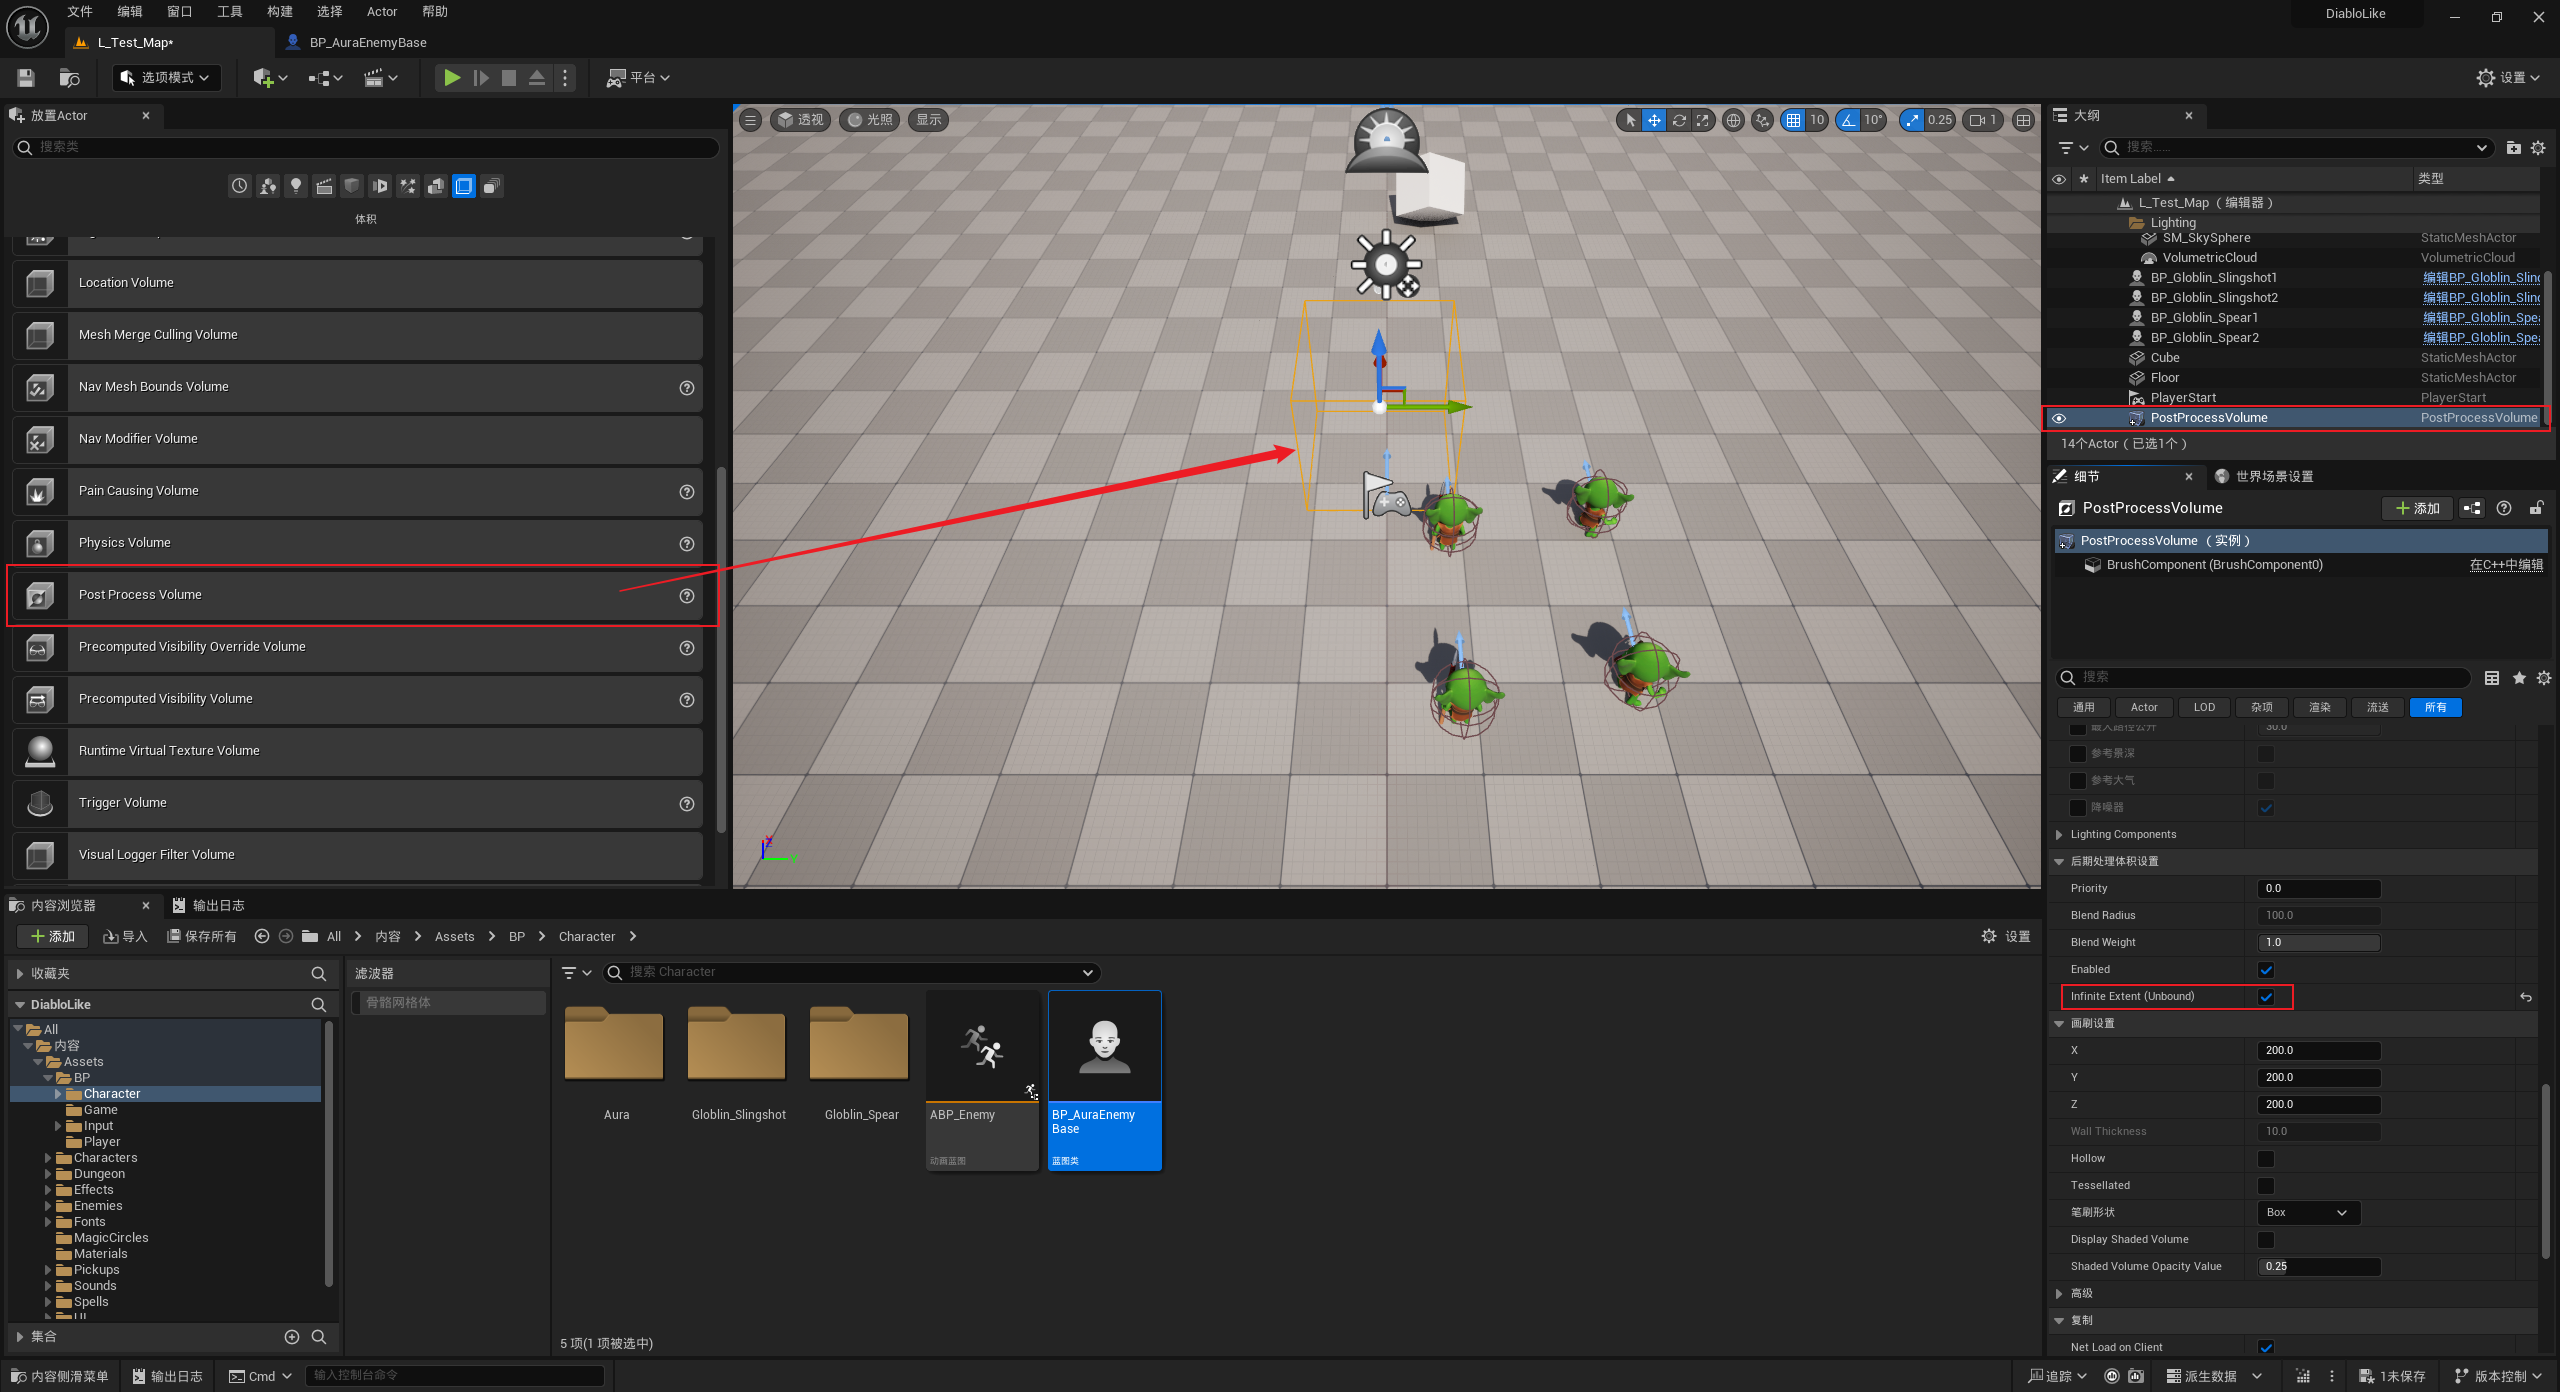 文件 编辑 窗口 工具 构建 选择 Actor 帮助
DiabloLike
L_Test_Map*
BP_AuraEnemyBase
选项模式
平台
设置
放置Actor
搜索类
体积
Location Volume
Mesh Merge Culling Volume
Nav Mesh Bounds Volume
Nav Modifier Volume
Pain Causing Volume
Physics Volume
Post Process Volume
Precomputed Visibility Override Volume
Precomputed Visibility Volume
Runtime Virtual Texture Volume
Trigger Volume
Visual Logger Filter Volume
透视 光照 显示
10 10° 0.25 1
Z
Y
大纲
搜索......
Item Label 类型
L_Test_Map（编辑器）
Lighting
SM_SkySphere StaticMeshActor
VolumetricCloud VolumetricCloud
BP_Globlin_Slingshot1 编辑BP_Globlin_Sling
BP_Globlin_Slingshot2 编辑BP_Globlin_Sling
BP_Globlin_Spear1 编辑BP_Globlin_Spea
BP_Globlin_Spear2 编辑BP_Globlin_Spea
Cube StaticMeshActor
Floor StaticMeshActor
PlayerStart PlayerStart
PostProcessVolume PostProcessVolume
14个Actor（已选1个）
细节
世界场景设置
PostProcessVolume
添加
PostProcessVolume（实例）
BrushComponent (BrushComponent0) 在C++中编辑
搜索
通用 Actor LOD 杂项 渲染 流送 所有
30.0
参考景深
参考大气
降噪器
Lighting Components
后期处理体积设置
Priority 0.0
Blend Radius 100.0
Blend Weight 1.0
Enabled
Infinite Extent (Unbound)
画刷设置
X 200.0
Y 200.0
Z 200.0
Wall Thickness 10.0
Hollow
Tessellated
笔刷形状 Box
Display Shaded Volume
Shaded Volume Opacity Value 0.25
高级
复制
Net Load on Client
内容浏览器
输出日志
添加 导入 保存所有 All 内容 Assets BP Character
设置
收藏夹
DiabloLike
All
内容
Assets
BP
Character
Game
Input
Player
Characters
Dungeon
Effects
Enemies
Fonts
MagicCircles
Materials
Pickups
Sounds
Spells
UI
集合
滤波器
骨骼网格体
搜索 Character
Aura
Globlin_Slingshot
Globlin_Spear
ABP_Enemy
动画蓝图
BP_AuraEnemy
Base
蓝图类
5 项(1 项被选中)
内容侧滑菜单 输出日志 Cmd 输入控制台命令
追踪 派生数据 1未保存 版本控制